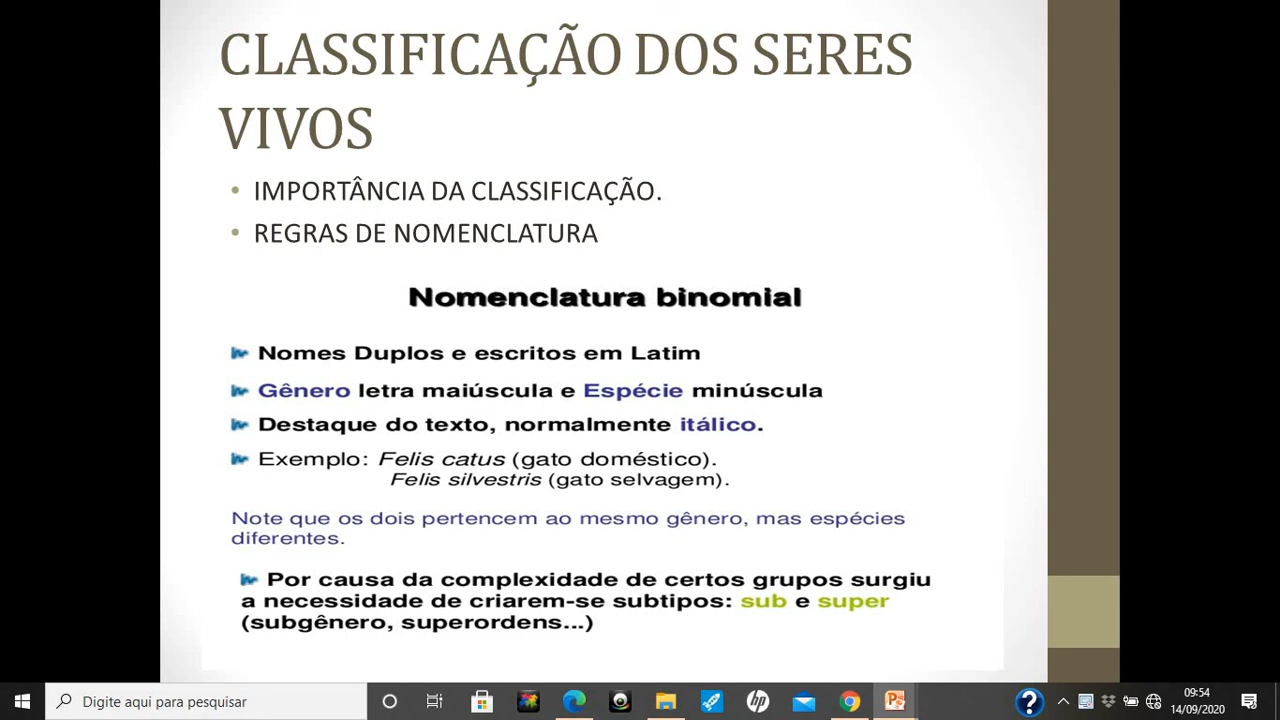 CLASSIFICAÇÃO DOS SERES
VIVOS
• IMPORTÂNCIA DA CLASSIFICAÇÃO.
• REGRAS DE NOMENCLATURA
Nomenclatura binomial
Nomes Duplos e escritos em Latim
Gênero letra maiúscula e Espécie minúscula
Destaque do texto, normalmente itálico.
Exemplo: Felis catus (gato doméstico).
Felis silvestris (gato selvagem).
Note que os dois pertencem ao mesmo gênero, mas espécies
diferentes.
Por causa da complexidade de certos grupos surgiu
a necessidade de criarem-se subtipos: sub e super
(subgênero, superordens...)
Digite aqui para pesquisar
hp
09:54
14/09/2020